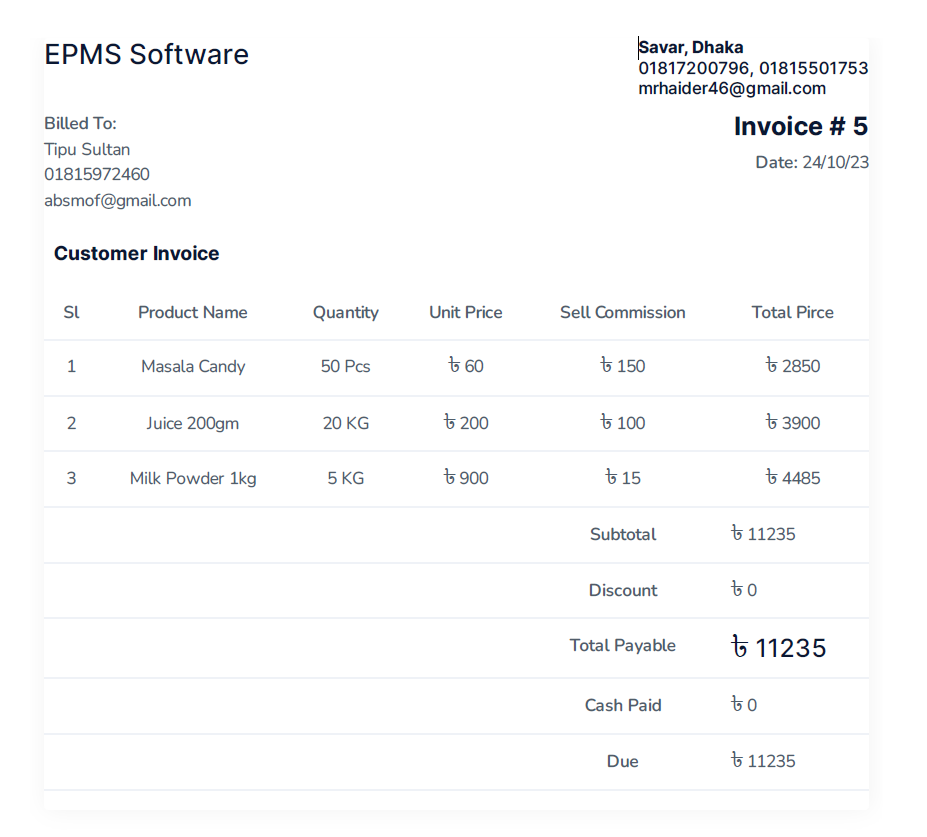 EPMS Software
Savar, Dhaka
01817200796, 01815501753
mrhaider46@gmail.com
Billed To:
Tipu Sultan
01815972460
absmof@gmail.com
Invoice # 5
Date: 24/10/23
Customer Invoice
Sl Product Name Quantity Unit Price Sell Commission Total Pirce
1 Masala Candy 50 Pcs ৳ 60 ৳ 150 ৳ 2850
2 Juice 200gm 20 KG ৳ 200 ৳ 100 ৳ 3900
3 Milk Powder 1kg 5 KG ৳ 900 ৳ 15 ৳ 4485
Subtotal ৳ 11235
Discount ৳ 0
Total Payable ৳ 11235
Cash Paid ৳ 0
Due ৳ 11235